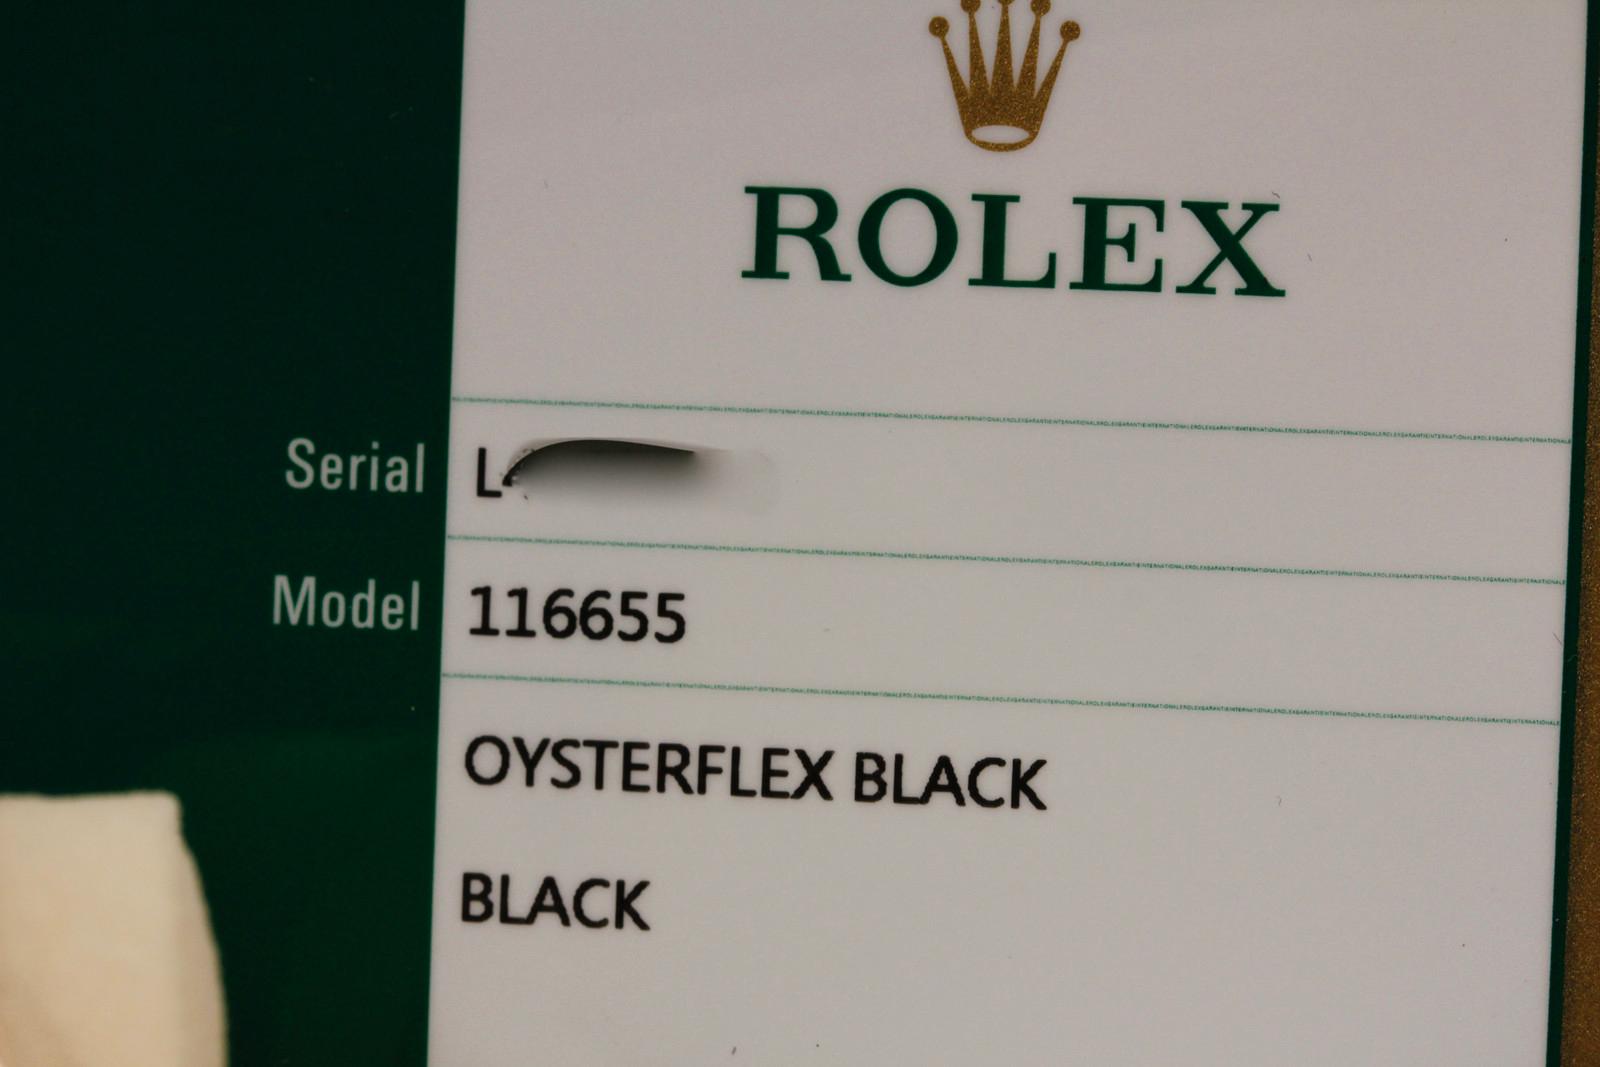 ROLEX
Serial L
Model 116655
OYSTERFLEX BLACK
BLACK